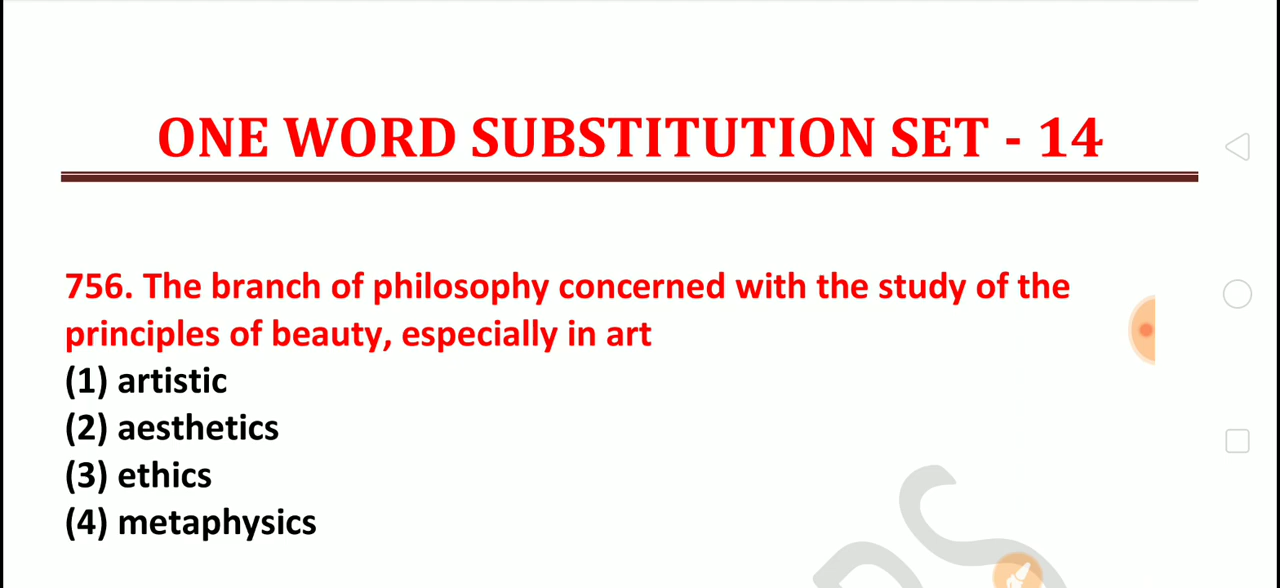 ONE WORD SUBSTITUTION SET - 14
756. The branch of philosophy concerned with the study of the
principles of beauty, especially in art
(1) artistic
(2) aesthetics
(3) ethics
(4) metaphysics